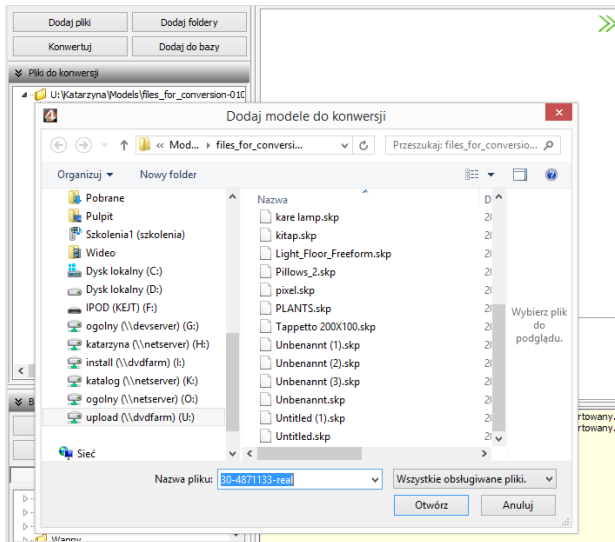 Dodaj pliki
Dodaj foldery
Konwertuj
Dodaj do bazy
Pliki do konwersji
U:\Katarzyna\Models\files_for_conversion-010
Dodaj modele do konwersji
« Mod... files_for_conversi...
Przeszukaj: files_for_conversio...
Organizuj
Nowy folder
Pobrane
Pulpit
Szkolenia1 (szkolenia)
Wideo
Dysk lokalny (C:)
Dysk lokalny (D:)
IPOD (KEJT) (F:)
ogolny (\\devserver) (G:)
katarzyna (\\netserver) (H:)
install (\\dvdfarm) (I:)
katalog (\\netserver) (K:)
ogolny (\\netserver) (O:)
upload (\\dvdfarm) (U:)
Sieć
Nazwa
kare lamp.skp
kitap.skp
Light_Floor_Freeform.skp
Pillows_2.skp
pixel.skp
PLANTS.skp
Tappetto 200X100.skp
Unbenannt (1).skp
Unbenannt (2).skp
Unbenannt (3).skp
Unbenannt.skp
Untitled (1).skp
Untitled.skp
Wybierz plik
do
podglądu.
Nazwa pliku:
30-4871133-real
Wszystkie obsługiwane pliki.
Otwórz
Anuluj
rtowany.
rtowany.
Wanny